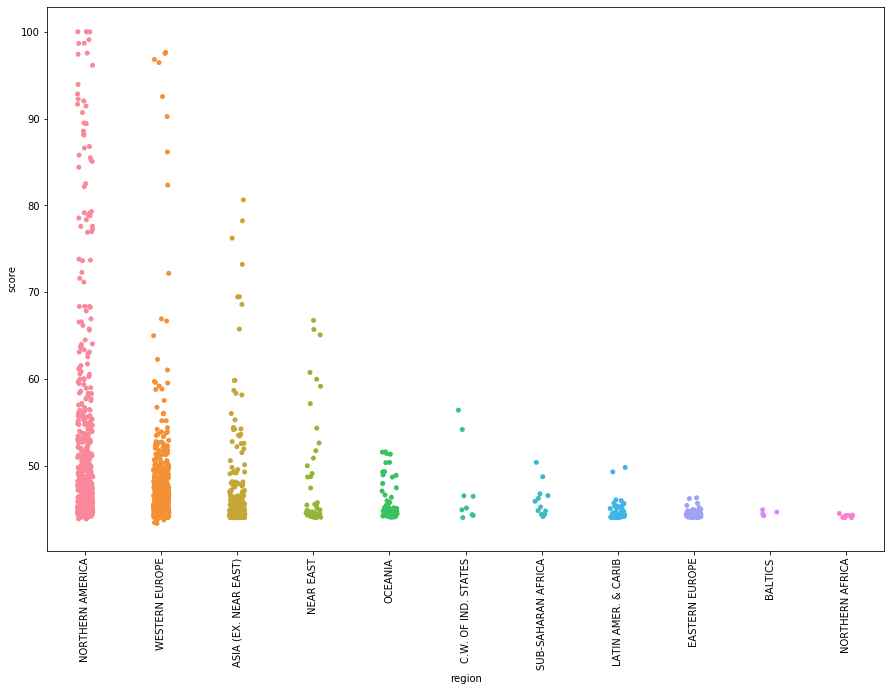 100
90
80
70
60
50
score
NORTHERN AMERICA
WESTERN EUROPE
ASIA (EX. NEAR EAST)
NEAR EAST
OCEANIA
C.W. OF IND. STATES
SUB-SAHARAN AFRICA
LATIN AMER. & CARIB
EASTERN EUROPE
BALTICS
NORTHERN AFRICA
region